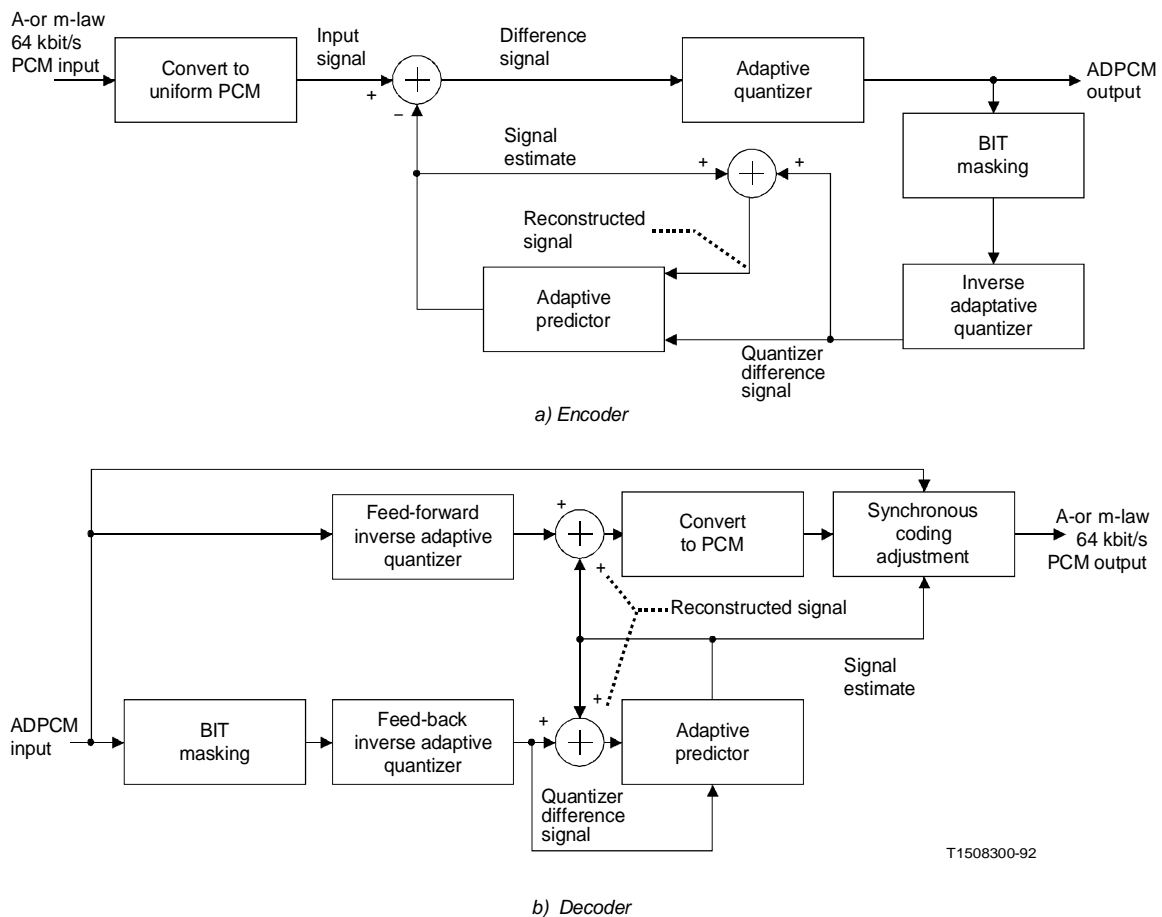 A-or m-law
64 kbit/s
PCM input
Convert to
uniform PCM
Input
signal
+
–
Difference
signal
Adaptive
quantizer
ADPCM
output
BIT
masking
Signal
estimate
+
+
Reconstructed
signal
Adaptive
predictor
Inverse
adaptative
quantizer
Quantizer
difference
signal
a) Encoder
Feed-forward
inverse adaptive
quantizer
+
Convert
to PCM
Synchronous
coding
adjustment
A-or m-law
64 kbit/s
PCM output
+
Reconstructed signal
Signal
estimate
+
ADPCM
input
BIT
masking
Feed-back
inverse adaptive
quantizer
+
Adaptive
predictor
Quantizer
difference
signal
T1508300-92
b) Decoder